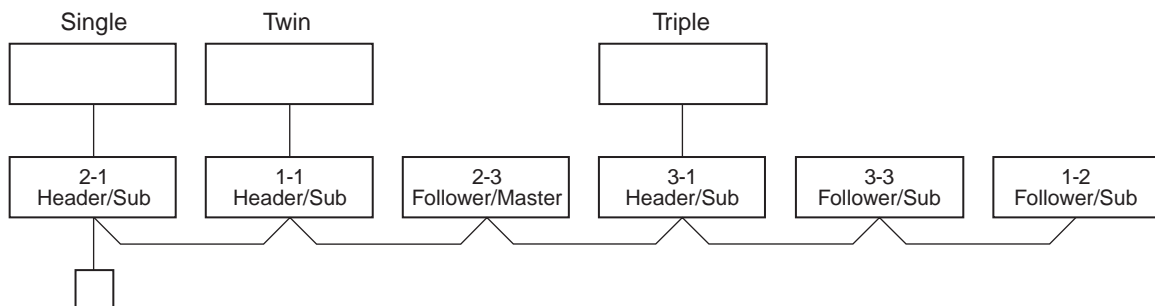 Single
Twin
Triple
2-1
Header/Sub
1-1
Header/Sub
2-3
Follower/Master
3-1
Header/Sub
3-3
Follower/Sub
1-2
Follower/Sub